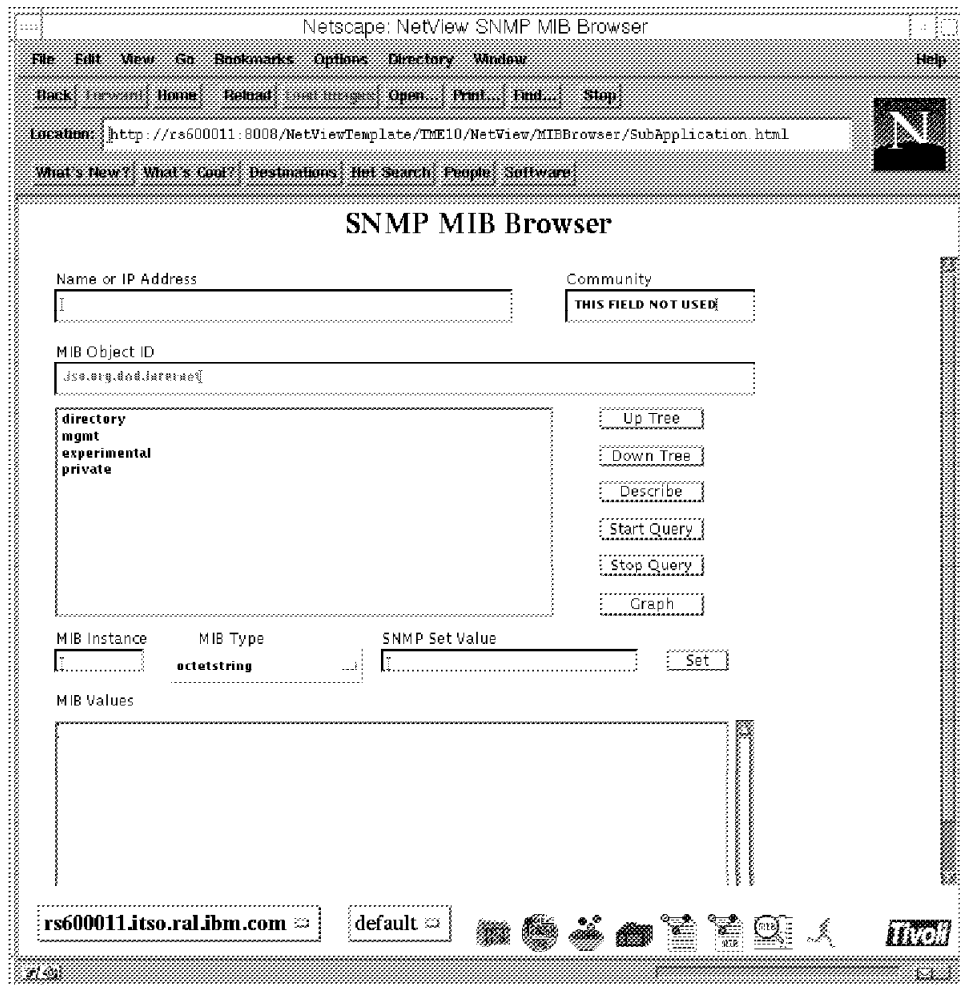 Netscape: NetView SNMP MIB Browser
File Edit View Go Bookmarks Options Directory Window Help
Back Forward Home Reload Load Images Open... Print... Find... Stop
Location: http://rs600011:8008/NetViewTemplate/TME10/NetView/MIBBrowser/SubApplication.html
N
What's New? What's Cool? Destinations Net Search People Software
SNMP MIB Browser
Name or IP Address Community
THIS FIELD NOT USED
MIB Object ID
.iso.org.dod.internet
directory
mgmt
experimental
private
Up Tree
Down Tree
Describe
Start Query
Stop Query
Graph
MIB Instance MIB Type SNMP Set Value
octetstring Set
MIB Values
rs600011.itso.ral.ibm.com default
Tivoli